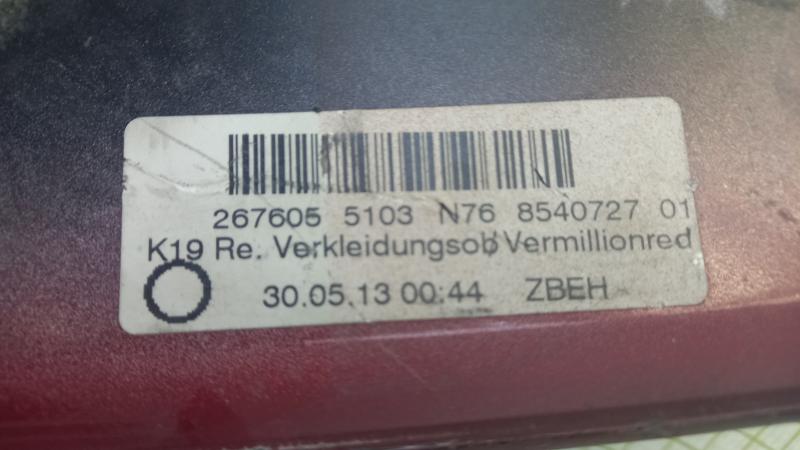 267605 5103 N76 8540727 01
K19 Re. Verkleidungsob Vermillionred
30.05.13 00:44 ZBEH